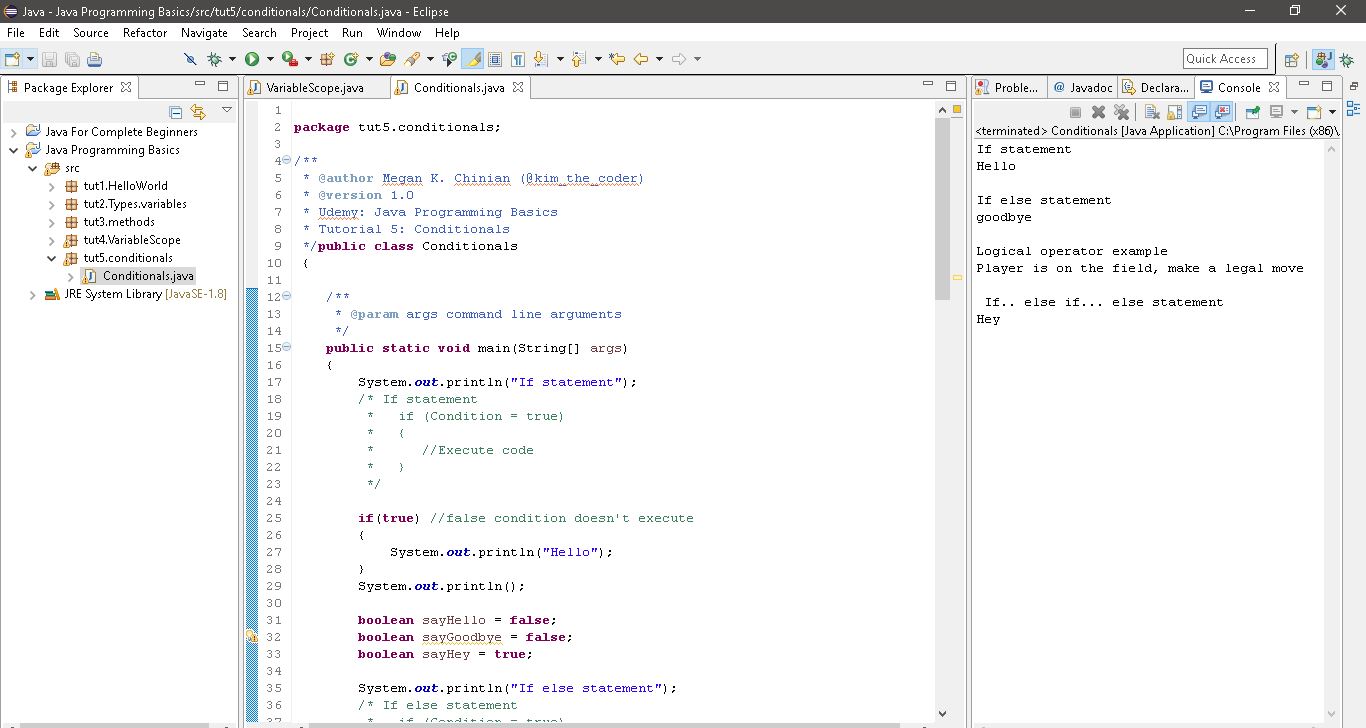 Java - Java Programming Basics/src/tut5/conditionals/Conditionals.java - Eclipse
File Edit Source Refactor Navigate Search Project Run Window Help
Quick Access
Package Explorer
Java For Complete Beginners
Java Programming Basics
src
tut1.HelloWorld
tut2.Types.variables
tut3.methods
tut4.VariableScope
tut5.conditionals
Conditionals.java
JRE System Library [JavaSE-1.8]
VariableScope.java Conditionals.java
1
2 package tut5.conditionals;
3
4 /**
5 * @author Megan K. Chinian (@kim_the_coder)
6 * @version 1.0
7 * Udemy: Java Programming Basics
8 * Tutorial 5: Conditionals
9 */public class Conditionals
10 {
11
12 /**
13 * @param args command line arguments
14 */
15 public static void main(String[] args)
16 {
17 System.out.println("If statement");
18 /* If statement
19 * if (Condition = true)
20 * {
21 * //Execute code
22 * }
23 */
24
25 if(true) //false condition doesn't execute
26 {
27 System.out.println("Hello");
28 }
29 System.out.println();
30
31 boolean sayHello = false;
32 boolean sayGoodbye = false;
33 boolean sayHey = true;
34
35 System.out.println("If else statement");
36 /* If else statement
37 * if (Condition = true)
Proble... @ Javadoc Declara... Console
<terminated> Conditionals [Java Application] C:\Program Files (x86)\
If statement
Hello
If else statement
goodbye
Logical operator example
Player is on the field, make a legal move
If.. else if... else statement
Hey